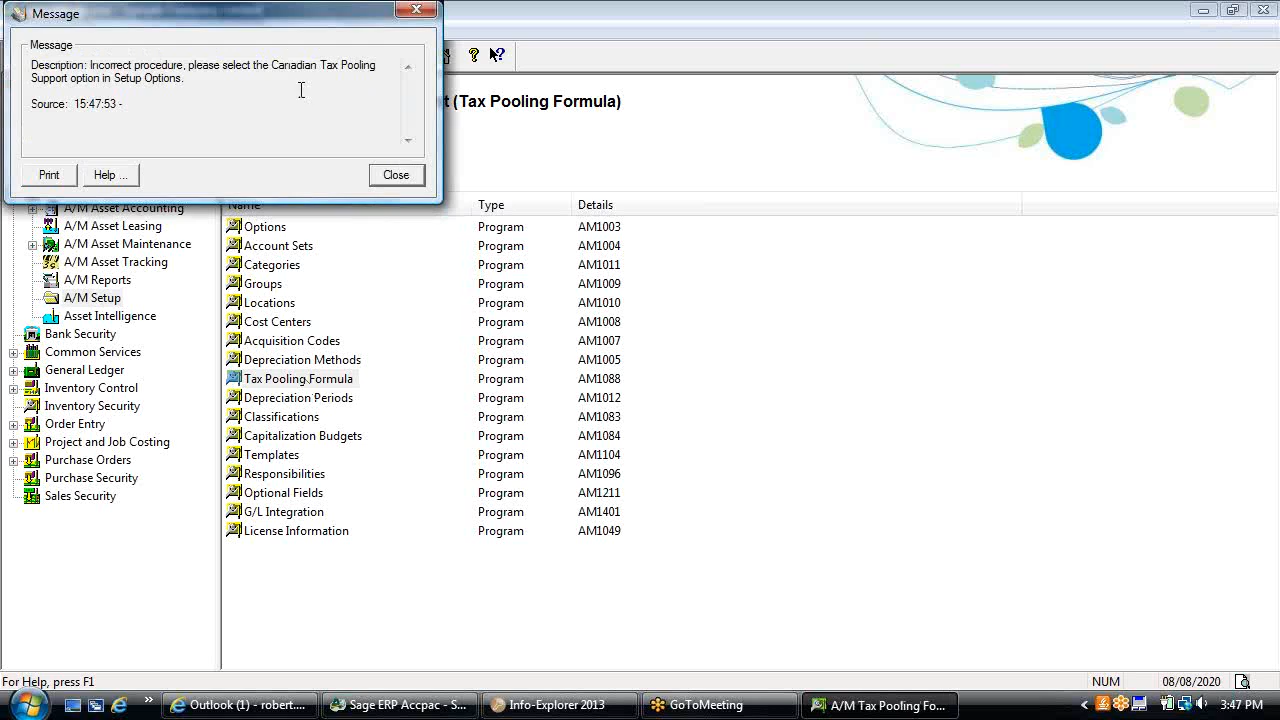 Message
Message
Description: Incorrect procedure, please select the Canadian Tax Pooling
Support option in Setup Options.
Source: 15:47:53 -
Print
Help ...
Close
t (Tax Pooling Formula)
Name
Type
Details
A/M Asset Accounting
A/M Asset Leasing
A/M Asset Maintenance
A/M Asset Tracking
A/M Reports
A/M Setup
Asset Intelligence
Bank Security
Common Services
General Ledger
Inventory Control
Inventory Security
Order Entry
Project and Job Costing
Purchase Orders
Purchase Security
Sales Security
Options Program AM1003
Account Sets Program AM1004
Categories Program AM1011
Groups Program AM1009
Locations Program AM1010
Cost Centers Program AM1008
Acquisition Codes Program AM1007
Depreciation Methods Program AM1005
Tax Pooling Formula Program AM1088
Depreciation Periods Program AM1012
Classifications Program AM1083
Capitalization Budgets Program AM1084
Templates Program AM1104
Responsibilities Program AM1096
Optional Fields Program AM1211
G/L Integration Program AM1401
License Information Program AM1049
For Help, press F1
NUM
08/08/2020
Outlook (1) - robert....
Sage ERP Accpac - S...
Info-Explorer 2013
GoToMeeting
A/M Tax Pooling Fo...
3:47 PM